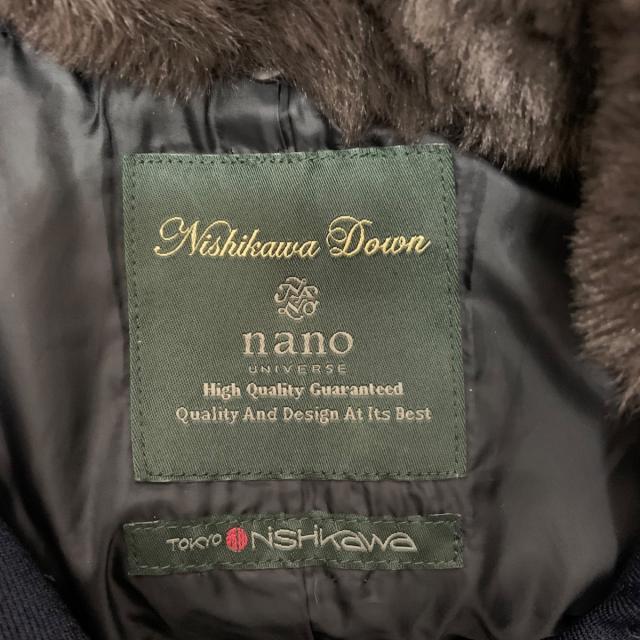 Nishikawa Down
nano
UNIVERSE
High Quality Guaranteed
Quality And Design At Its Best
TOKYO NiSHiKaWa